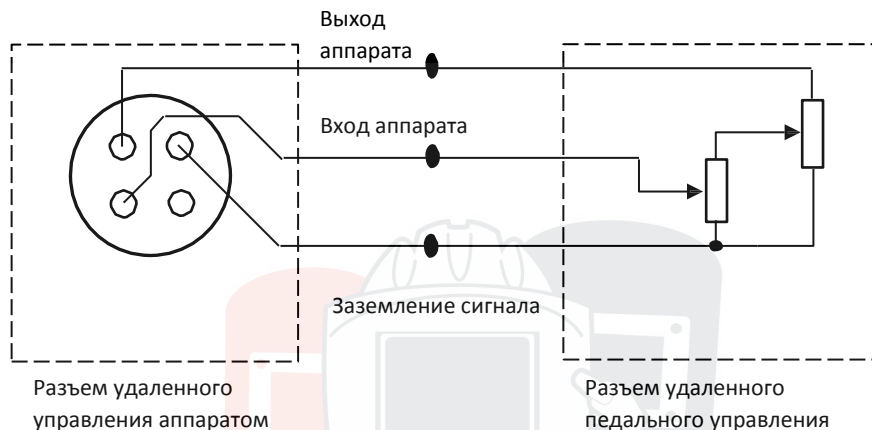 Выход
аппарата
Вход аппарата
Заземление сигнала
Разъем удаленного
управления аппаратом
Разъем удаленного
педального управления